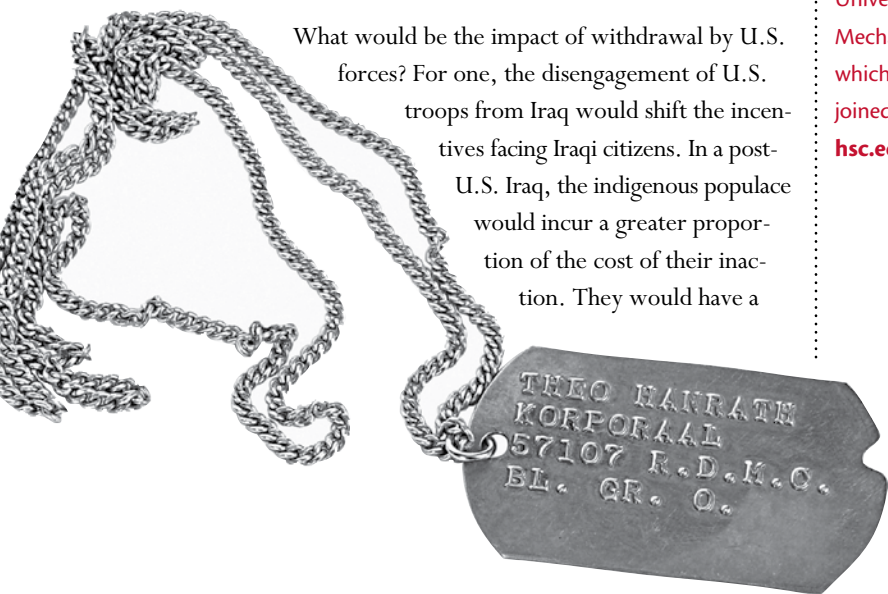 What would be the impact of withdrawal by U.S.
forces? For one, the disengagement of U.S.
troops from Iraq would shift the incen-
tives facing Iraqi citizens. In a post-
U.S. Iraq, the indigenous populace
would incur a greater propor-
tion of the cost of their inac-
tion. They would have a
Unive
Mech
which
joined
hsc.e
THEO HANRATH
KORPORAAL
57107 R.D.M.C.
BL. GR. O.